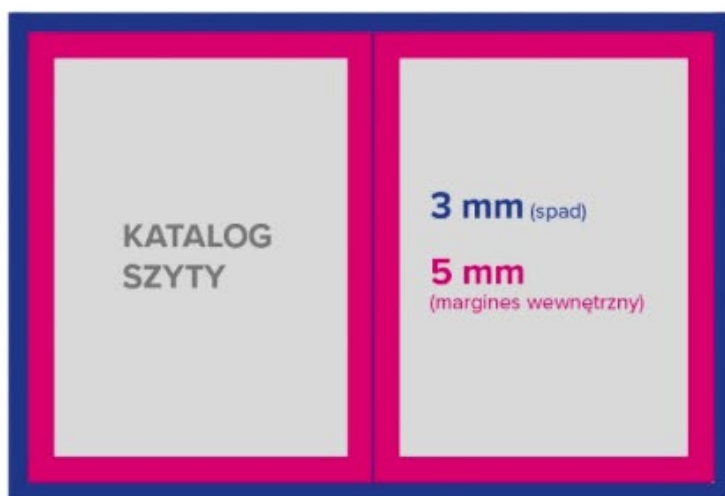 KATALOG
SZYTY
3 mm (spad)
5 mm
(margines wewnętrzny)